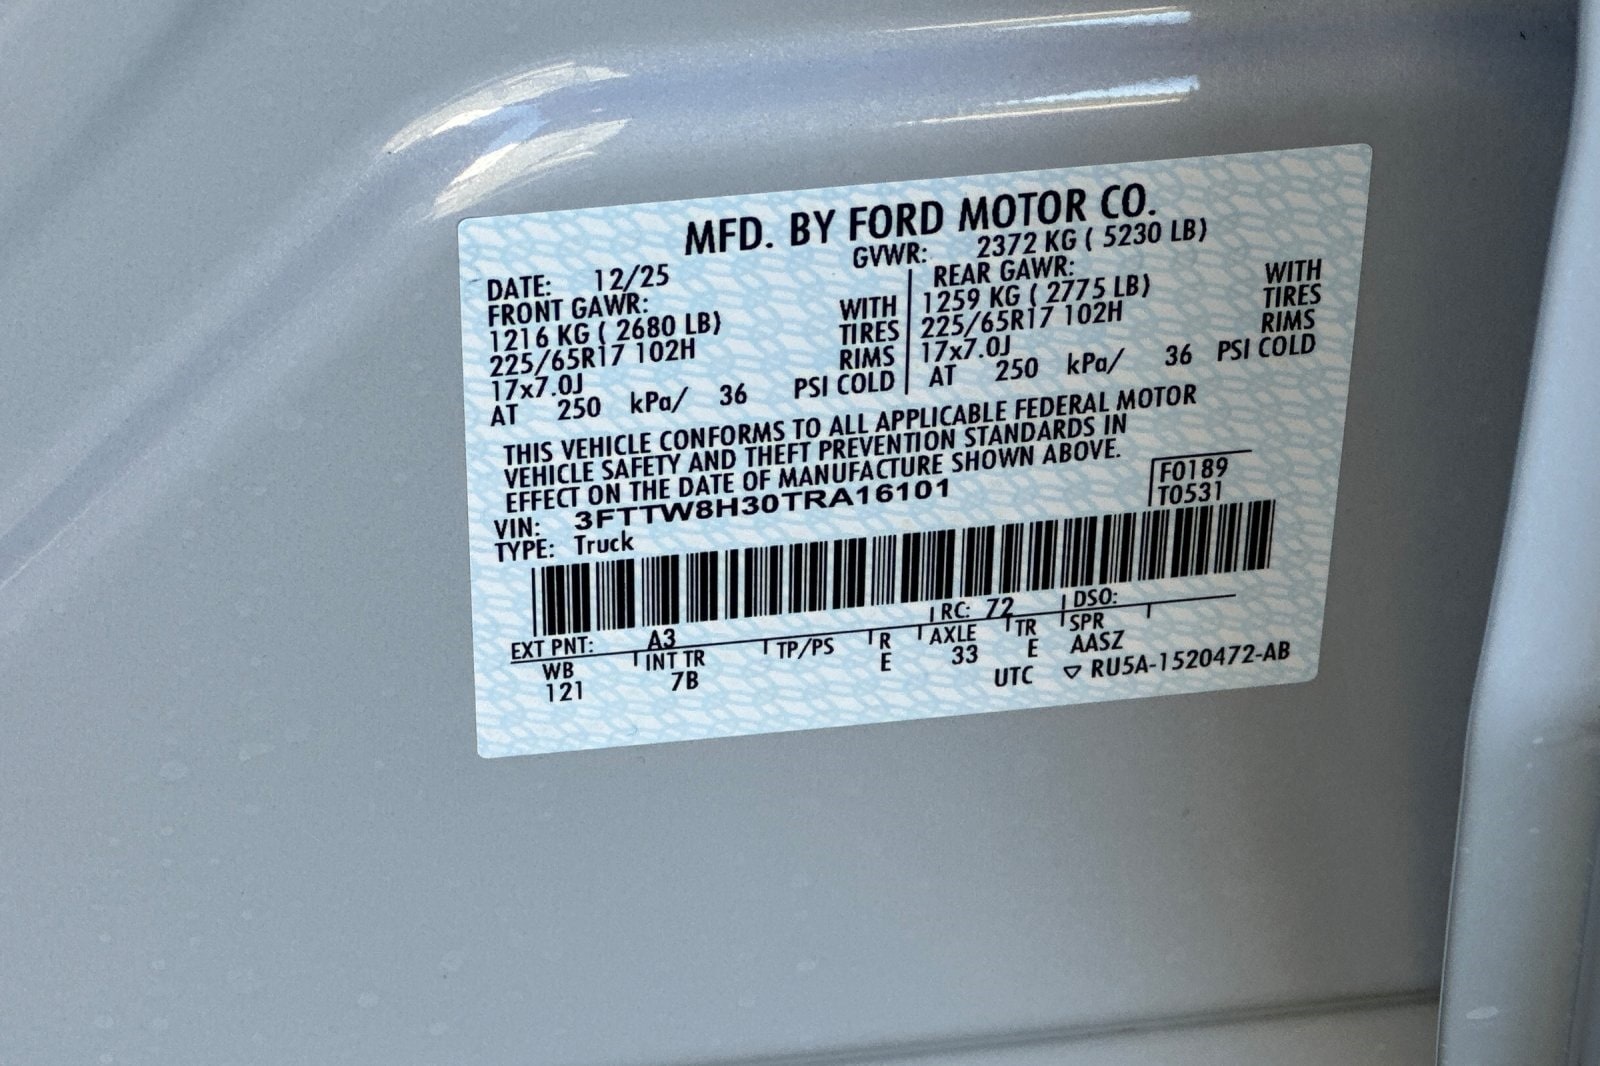 MFD. BY FORD MOTOR CO.
DATE: 12/25 GVWR: 2372 KG ( 5230 LB)
FRONT GAWR: REAR GAWR:
1216 KG ( 2680 LB) WITH 1259 KG ( 2775 LB) WITH
225/65R17 102H TIRES 225/65R17 102H TIRES
17x7.0J RIMS 17x7.0J RIMS
AT 250 kPa/ 36 PSI COLD AT 250 kPa/ 36 PSI COLD
THIS VEHICLE CONFORMS TO ALL APPLICABLE FEDERAL MOTOR
VEHICLE SAFETY AND THEFT PREVENTION STANDARDS IN
EFFECT ON THE DATE OF MANUFACTURE SHOWN ABOVE.
VIN: 3FTTW8H30TRA16101 F0189
TYPE: Truck T0531
EXT PNT: A3 RC: 72 DSO:
WB INT TR TP/PS R AXLE TR SPR
121 7B E 33 E AASZ
UTC ▽ RU5A-1520472-AB